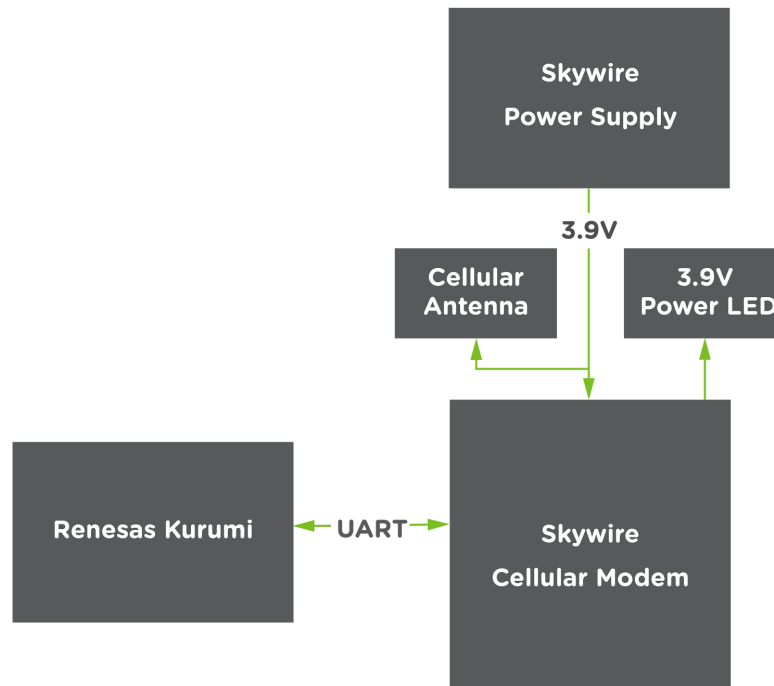 Skywire
Power Supply
3.9V
Cellular
Antenna
3.9V
Power LED
Renesas Kurumi
UART
Skywire
Cellular Modem